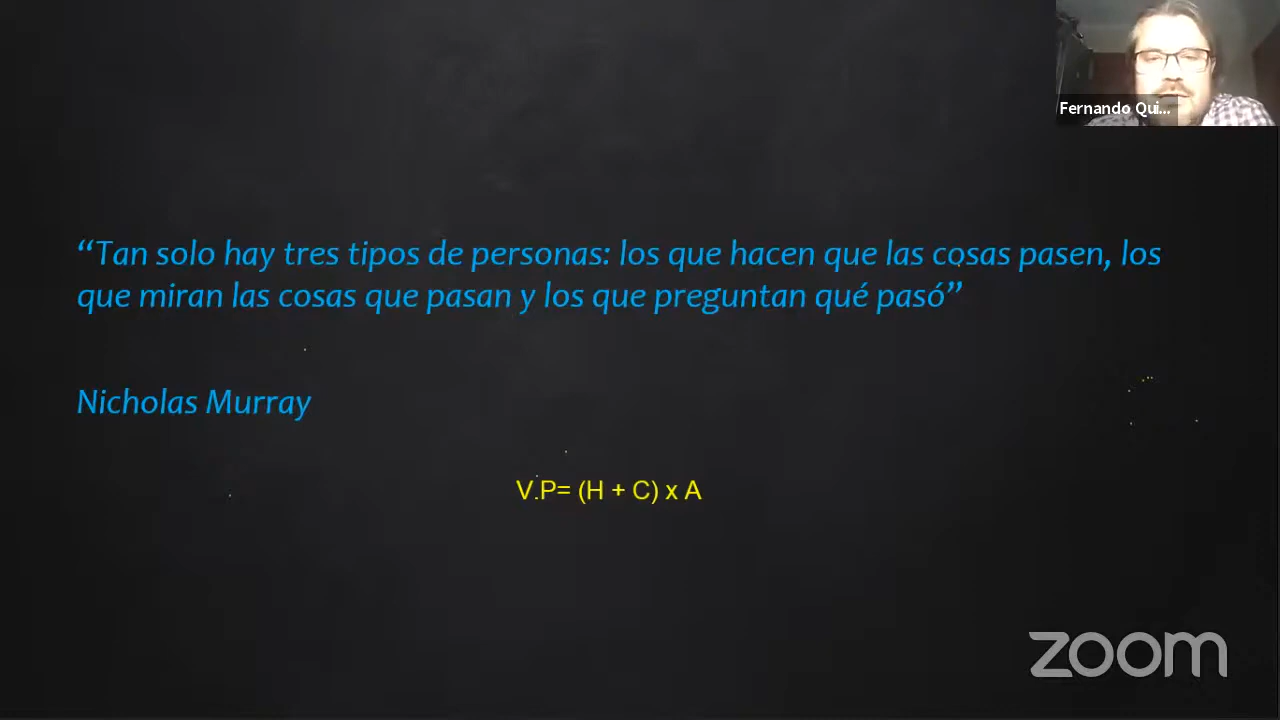 Fernando Qui...
“Tan solo hay tres tipos de personas: los que hacen que las cosas pasen, los
que miran las cosas que pasan y los que preguntan qué pasó”
Nicholas Murray
V.P= (H + C) x A
zoom